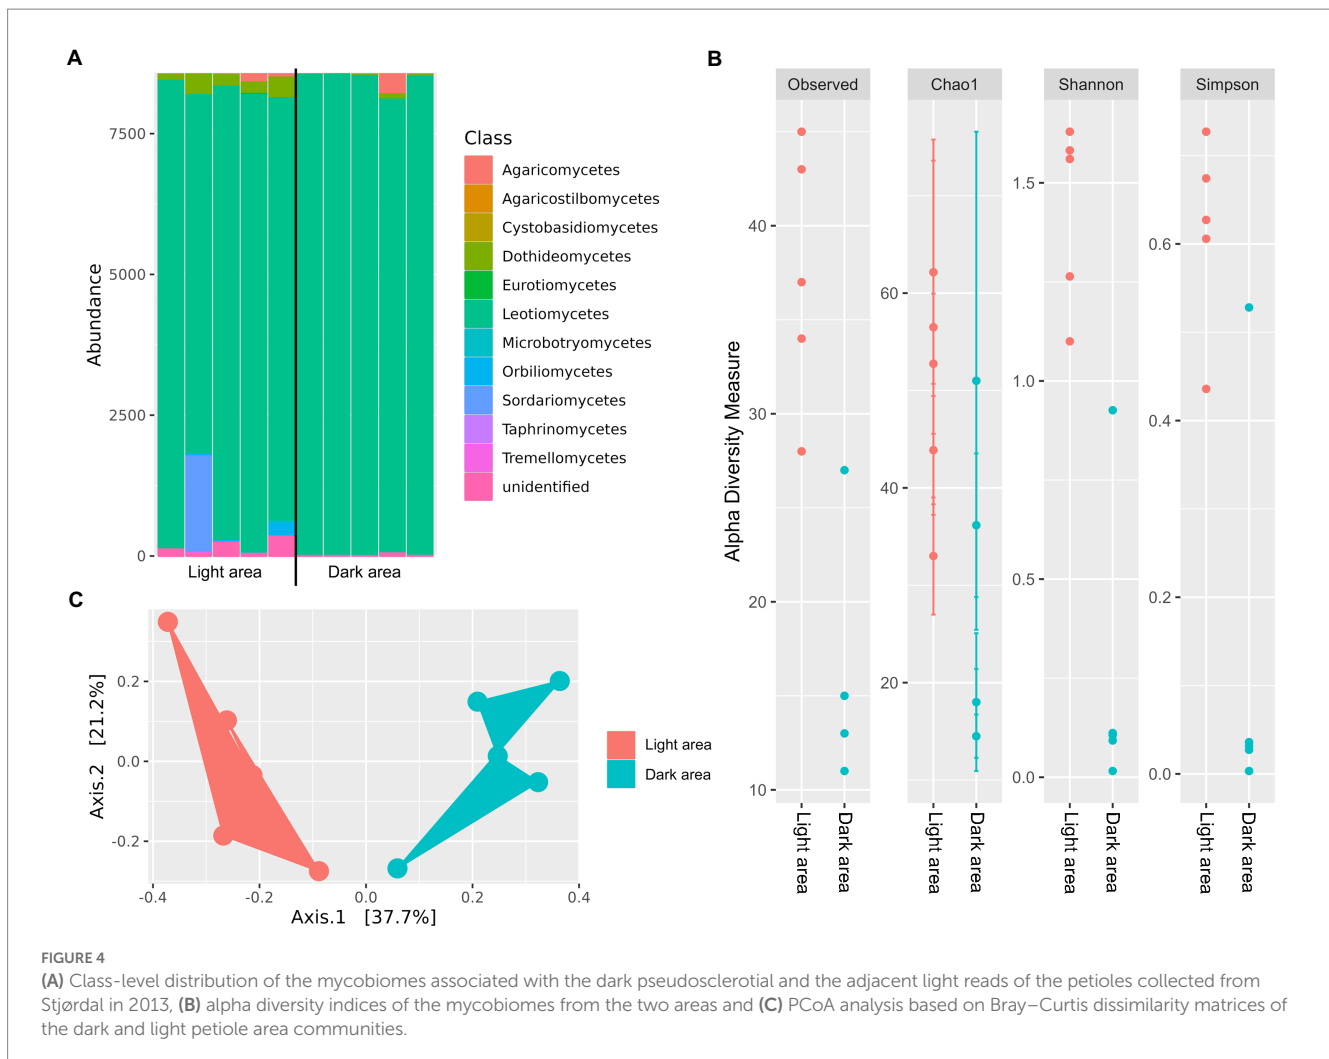 A
7500
5000
2500
0
Abundance
Light area
Dark area
Class
Agaricomycetes
Agaricostilbomycetes
Cystobasidiomycetes
Dothideomycetes
Eurotiomycetes
Leotiomycetes
Microbotryomycetes
Orbiliomycetes
Sordariomycetes
Taphrinomycetes
Tremellomycetes
unidentified
B
Alpha Diversity Measure
Observed
40
30
20
10
Light area
Dark area
Chao1
60
40
20
Light area
Dark area
Shannon
1.5
1.0
0.5
0.0
Light area
Dark area
Simpson
0.6
0.4
0.2
0.0
Light area
Dark area
C
0.2
0.0
-0.2
Axis.2 [21.2%]
-0.4
-0.2
0.0
0.2
0.4
Axis.1 [37.7%]
Light area
Dark area
FIGURE 4
(A) Class-level distribution of the mycobiomes associated with the dark pseudosclerotial and the adjacent light reads of the petioles collected from
Stjørdal in 2013, (B) alpha diversity indices of the mycobiomes from the two areas and (C) PCoA analysis based on Bray–Curtis dissimilarity matrices of
the dark and light petiole area communities.